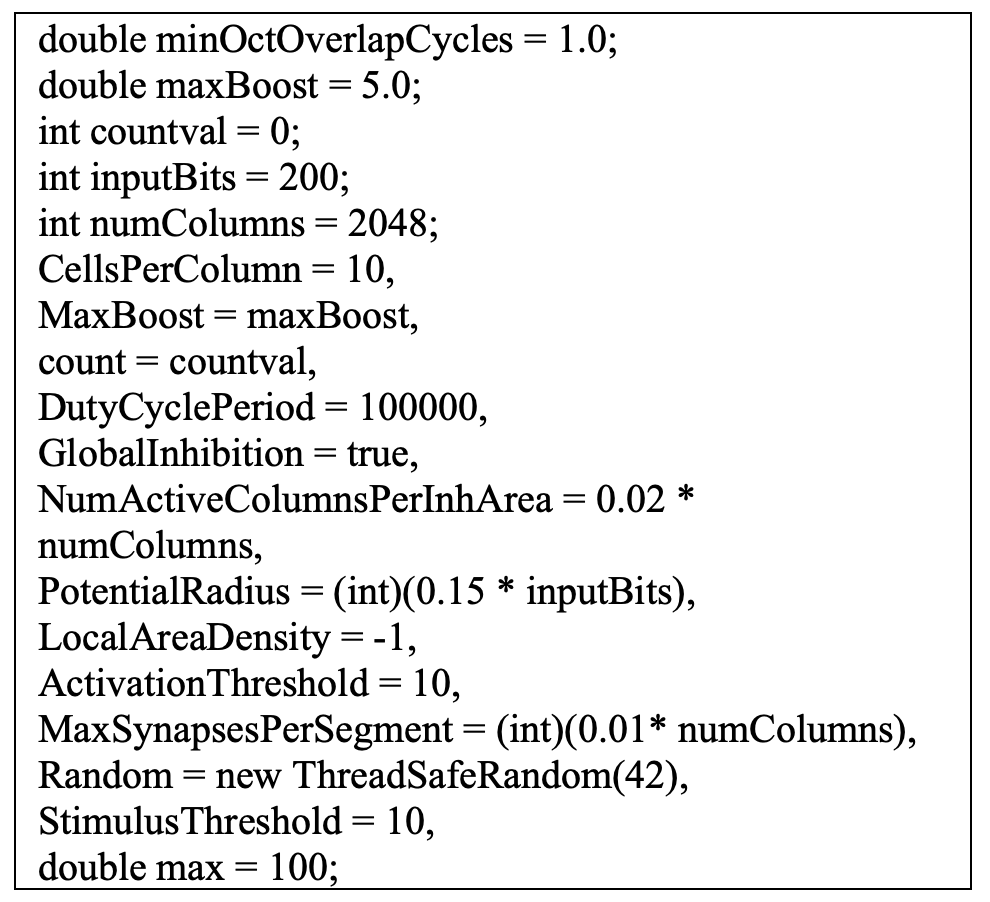 double minOctOverlapCycles = 1.0;
double maxBoost = 5.0;
int countval = 0;
int inputBits = 200;
int numColumns = 2048;
CellsPerColumn = 10,
MaxBoost = maxBoost,
count = countval,
DutyCyclePeriod = 100000,
GlobalInhibition = true,
NumActiveColumnsPerInhArea = 0.02 *
numColumns,
PotentialRadius = (int)(0.15 * inputBits),
LocalAreaDensity = -1,
ActivationThreshold = 10,
MaxSynapsesPerSegment = (int)(0.01* numColumns),
Random = new ThreadSafeRandom(42),
StimulusThreshold = 10,
double max = 100;